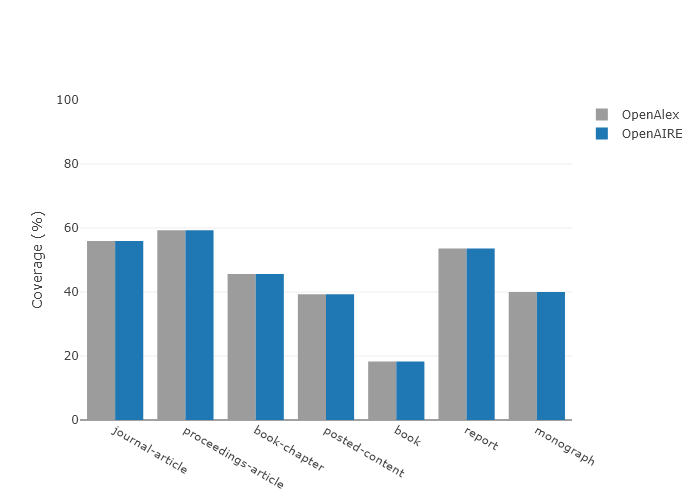 100
80
60
40
20
0
Coverage (%)
journal-article
proceedings-article
book-chapter
posted-content
book
report
monograph
OpenAlex
OpenAIRE